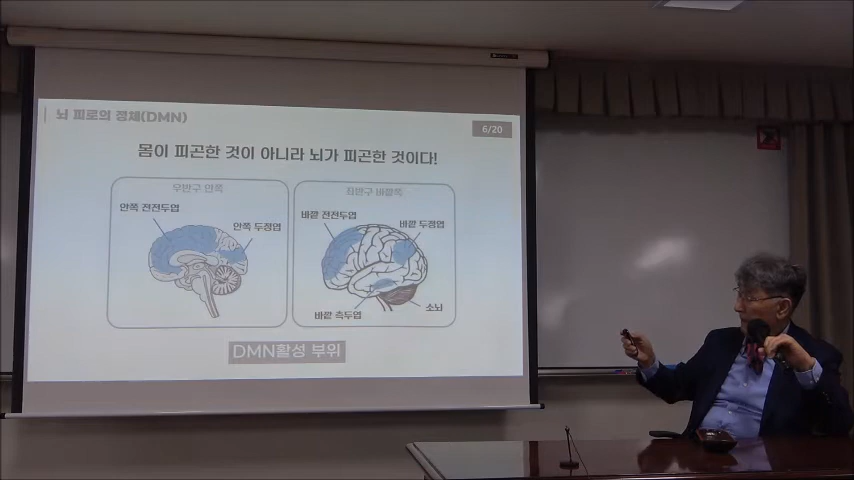 뇌 피로의 정체(DMN)
6/20
몸이 피곤한 것이 아니라 뇌가 피곤한 것이다!
우반구 안쪽
좌반구 바깥쪽
안쪽 전전두엽
안쪽 두정엽
바깥 전전두엽
바깥 두정엽
바깥 측두엽
소뇌
DMN활성 부위